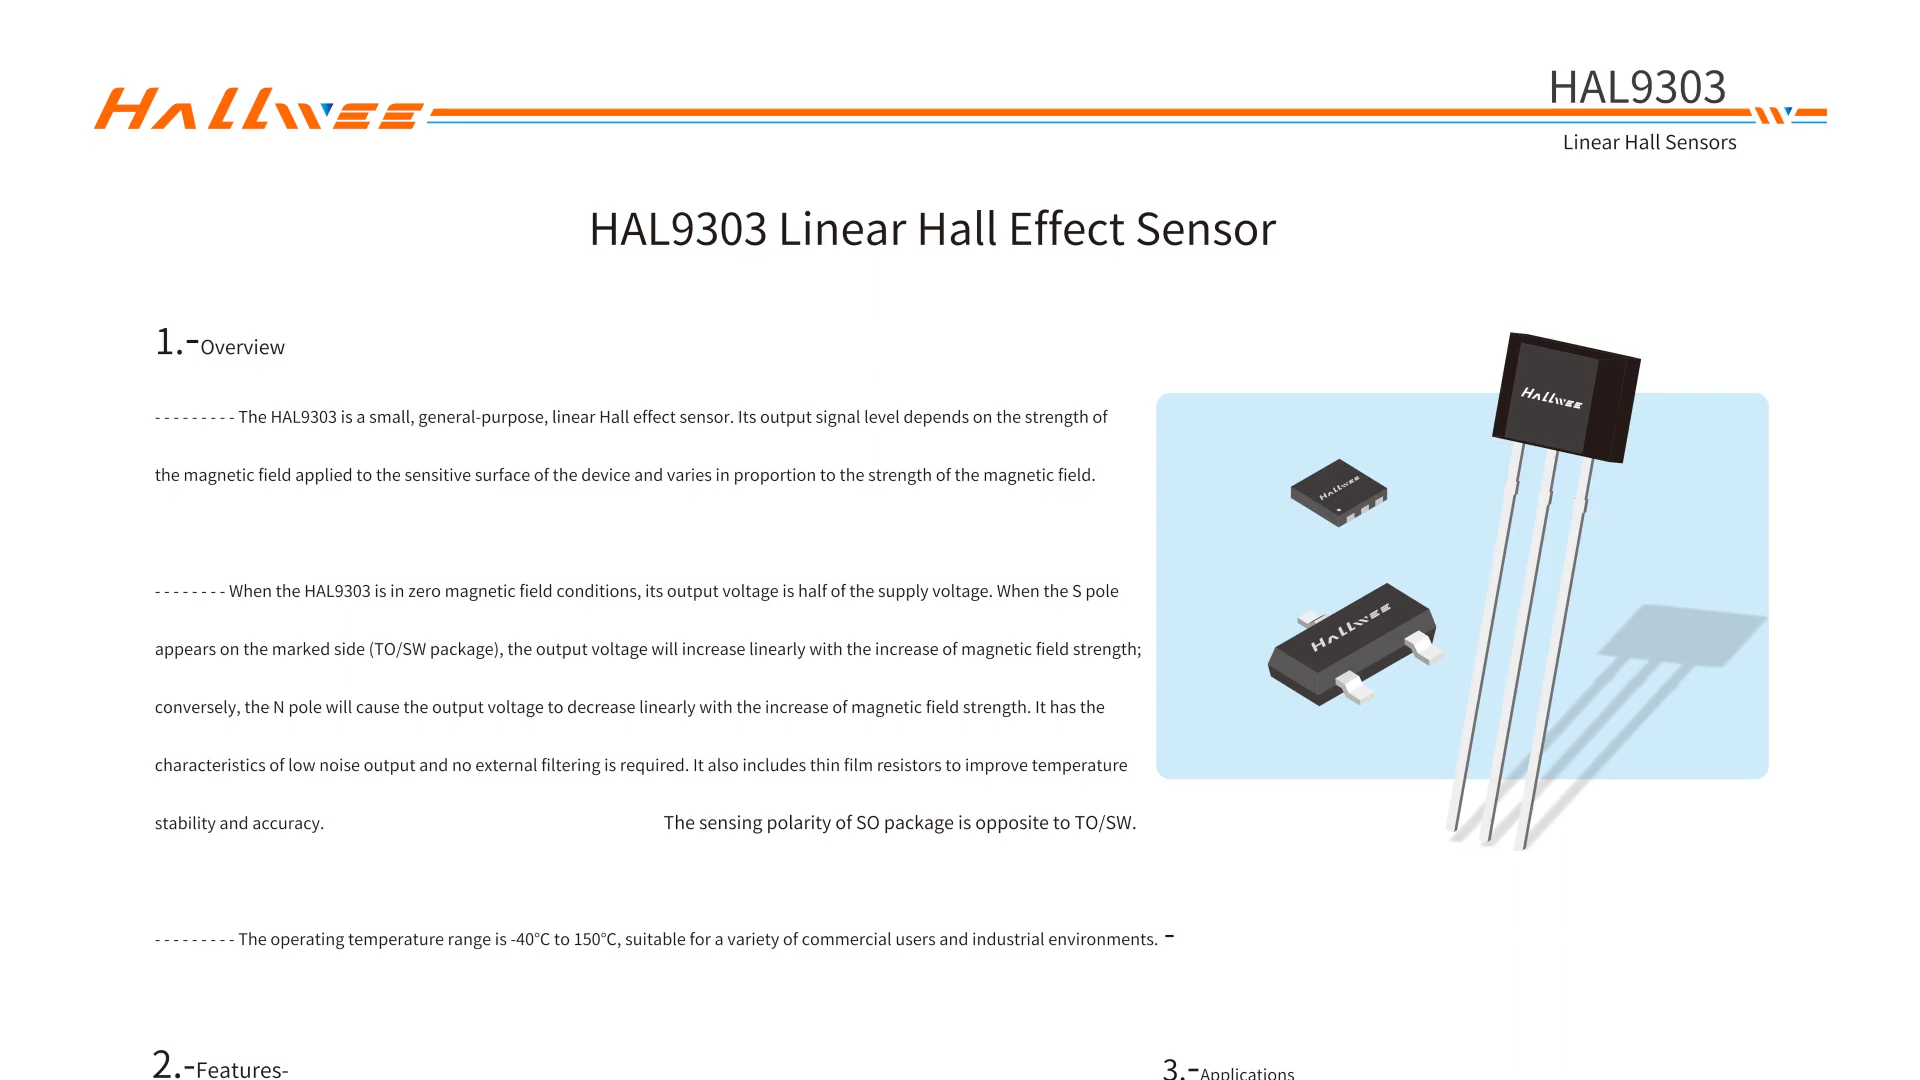 HALLWEE
HAL9303
Linear Hall Sensors
HAL9303 Linear Hall Effect Sensor
1.-Overview
- - - - - - - - - The HAL9303 is a small, general-purpose, linear Hall effect sensor. Its output signal level depends on the strength of
the magnetic field applied to the sensitive surface of the device and varies in proportion to the strength of the magnetic field.
- - - - - - - - When the HAL9303 is in zero magnetic field conditions, its output voltage is half of the supply voltage. When the S pole
appears on the marked side (TO/SW package), the output voltage will increase linearly with the increase of magnetic field strength;
conversely, the N pole will cause the output voltage to decrease linearly with the increase of magnetic field strength. It has the
characteristics of low noise output and no external filtering is required. It also includes thin film resistors to improve temperature
stability and accuracy. The sensing polarity of SO package is opposite to TO/SW.
- - - - - - - - - The operating temperature range is -40℃ to 150℃, suitable for a variety of commercial users and industrial environments. -
HALLWEE
HALLWEE
HALLWEE
2.-Features-
3.-Applications